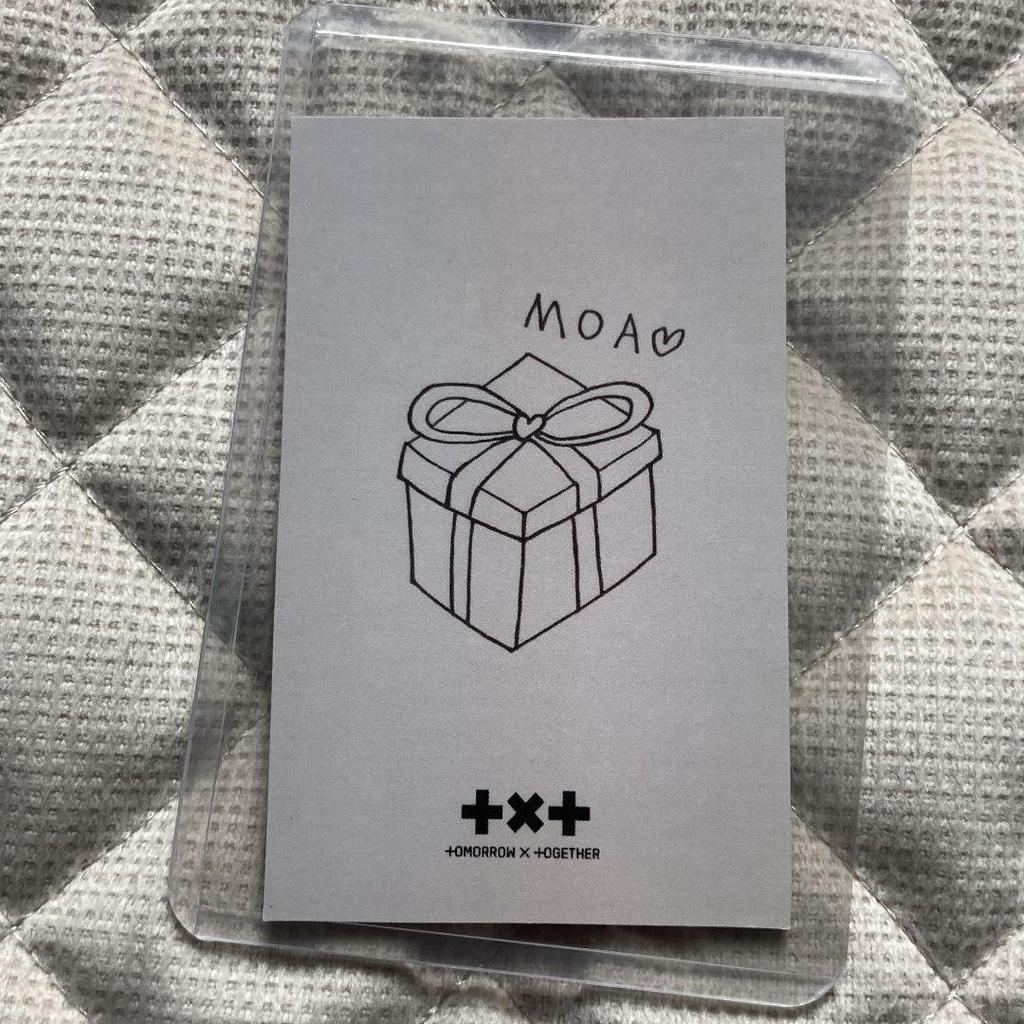 MOA♡
+x+
+OMORROW X +OGETHER